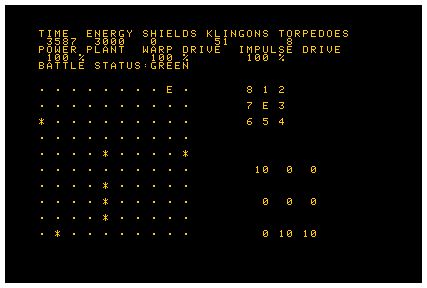 TIME  ENERGY SHIELDS KLINGONS TORPEDOES
 3587  3000   0       51       8
POWER PLANT  WARP DRIVE  IMPULSE DRIVE
 100 %        100 %       100 %
BATTLE STATUS:GREEN
. . . . . . . . E .       8 1 2
. . . . . . . . . .       7 E 3
* . . . . . . . . .       6 5 4
. . . . . . . . . .
. . . . * . . . . *
. . . . . . . . . .        10  0  0
. . . . * . . . . .
. . . . * . . . . .         0  0  0
. . . . * . . . . .
. * . . . . . . . .         0 10 10